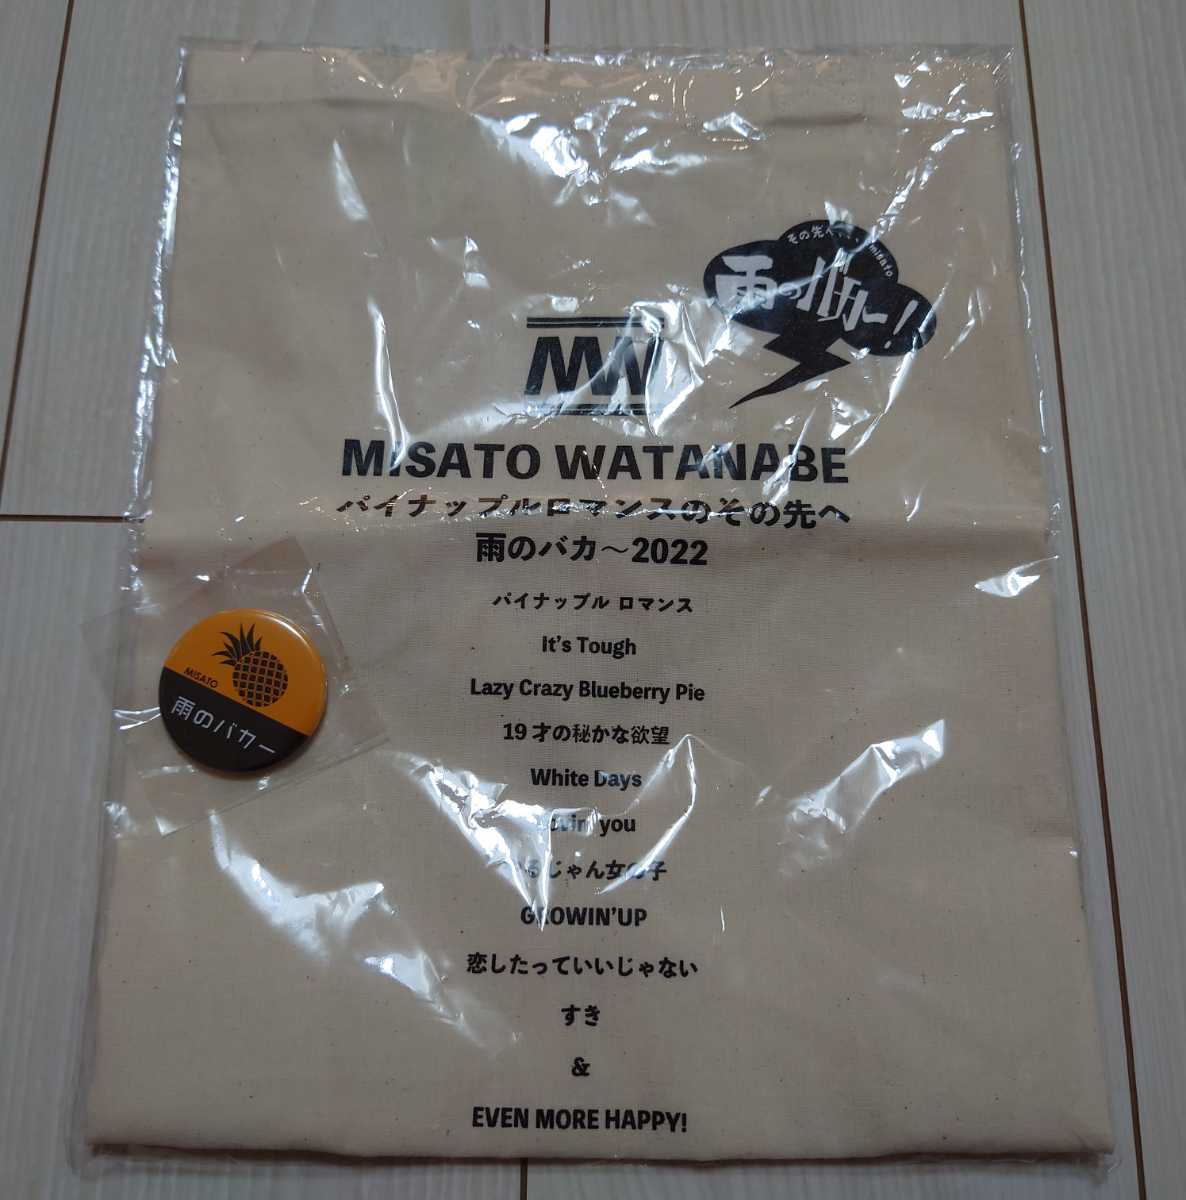 その先へ・・・misato
雨のバカー!
MW
MISATO WATANABE
パイナップルロマンスのその先へ
雨のバカ〜2022
パイナップル ロマンス
It's Tough
Lazy Crazy Blueberry Pie
19才の秘かな欲望
White Days
you
じゃん女の子
GROWIN'UP
恋したっていいじゃない
すき
&
EVEN MORE HAPPY!
MISATO
雨のバカー